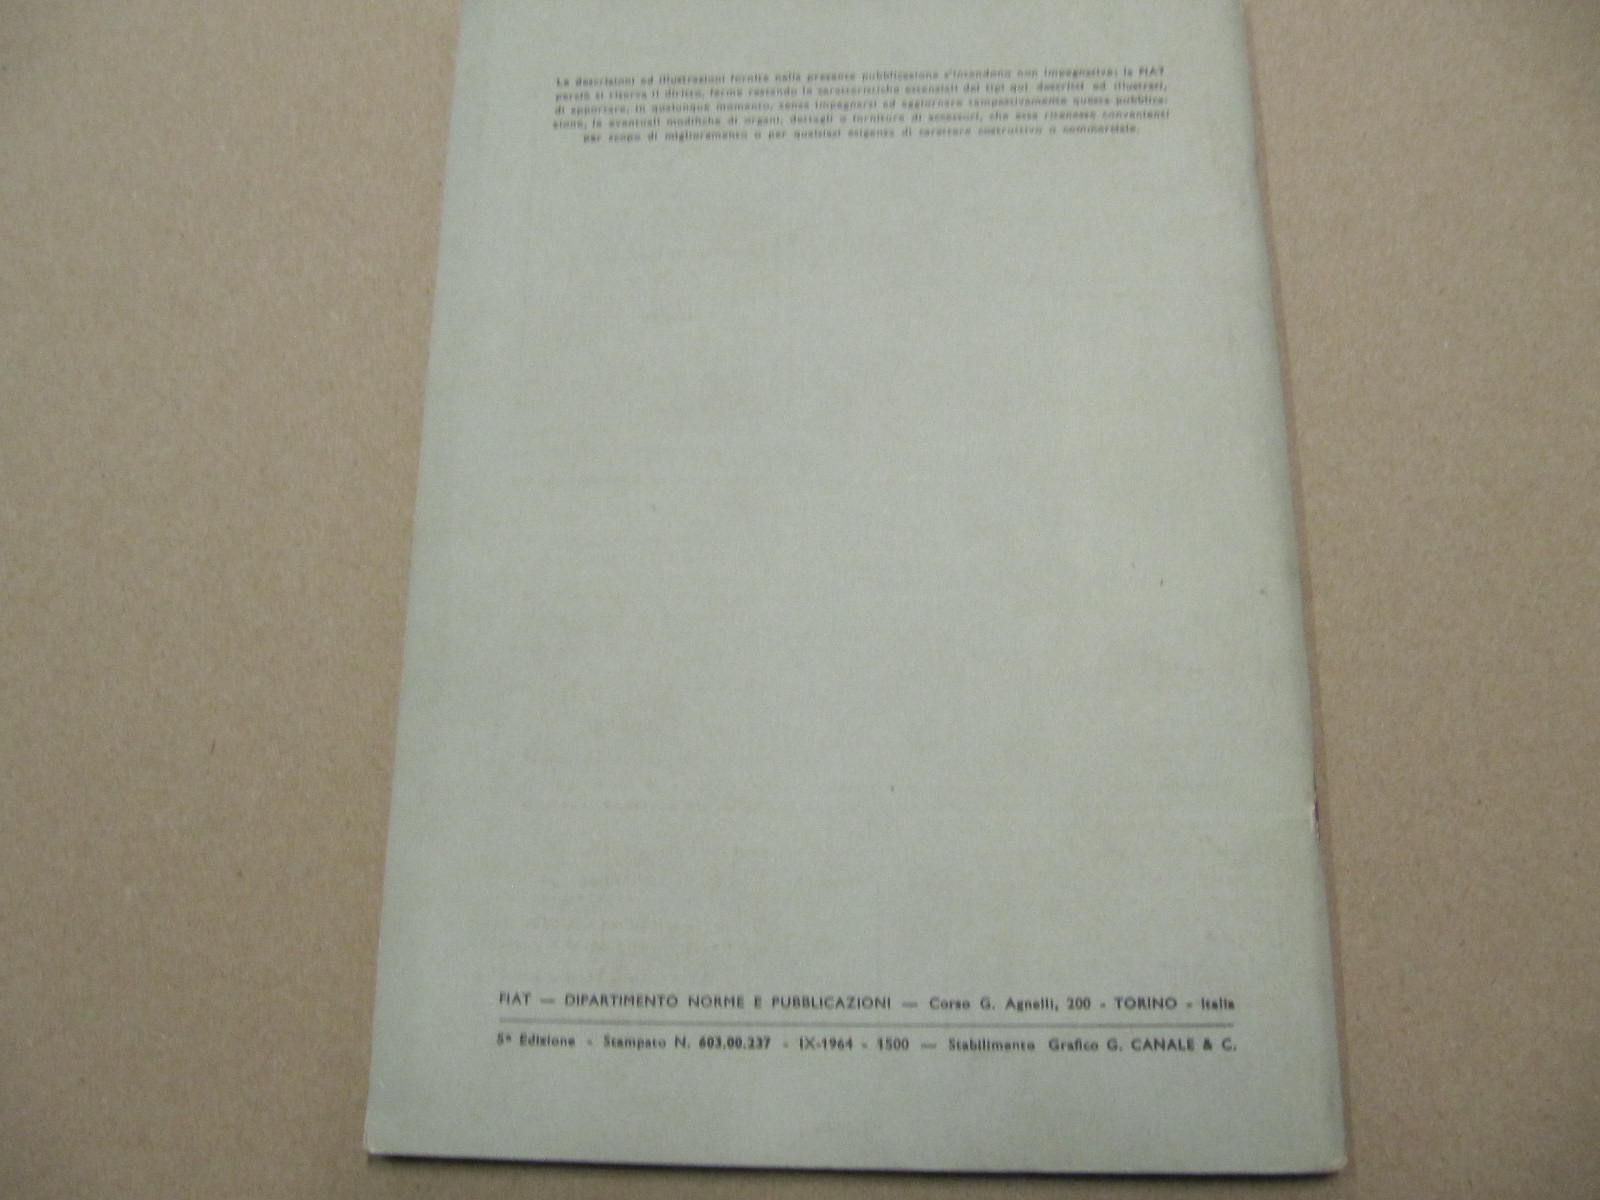 Le descrizioni ed illustrazioni fornite nella presente pubblicazione s'intendono non impegnative; la FIAT
perciò si riserva il diritto, ferme restando le caratteristiche essenziali dei tipi qui descritti ed illustrati,
di apportare, in qualunque momento, senza impegnarsi ad aggiornare tempestivamente questa pubblica-
zione, le eventuali modifiche di organi, dettagli o forniture di accessori, che essa ritenesse convenienti
per scopo di miglioramento o per qualsiasi esigenza di carattere costruttivo o commerciale.
FIAT — DIPARTIMENTO NORME E PUBBLICAZIONI — Corso G. Agnelli, 200 - TORINO - Italia
5ª Edizione - Stampato N. 603.00.237 - IX-1964 - 1500 — Stabilimento Grafico G. CANALE & C.